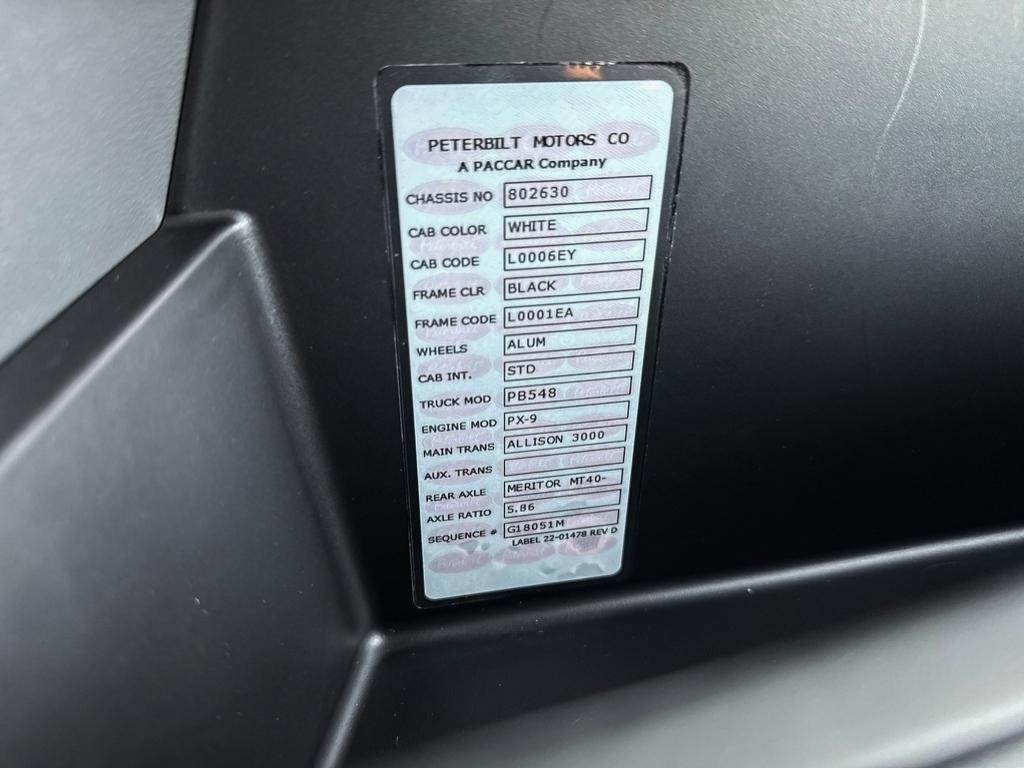 PETERBILT MOTORS CO
A PACCAR Company
CHASSIS NO 802630
CAB COLOR WHITE
CAB CODE L0006EY
FRAME CLR BLACK
FRAME CODE L0001EA
WHEELS ALUM
CAB INT. STD
TRUCK MOD PB548
ENGINE MOD PX-9
MAIN TRANS ALLISON 3000
AUX. TRANS
REAR AXLE MERITOR MT40-
AXLE RATIO 5.86
SEQUENCE # G18051M
LABEL 22-01478 REV D